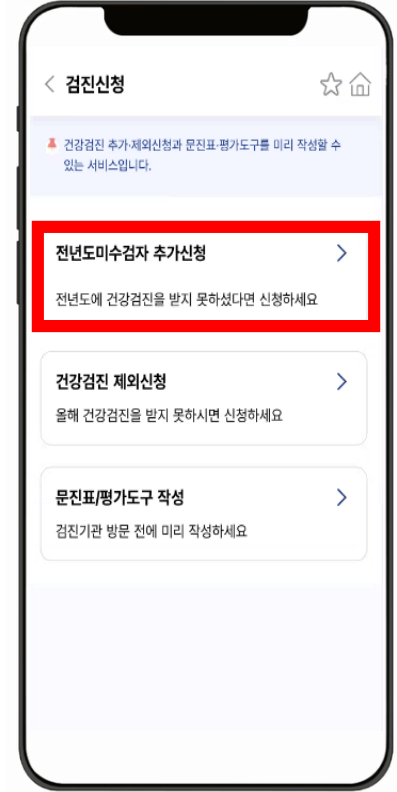 검진신청
건강검진 추가·제외신청과 문진표·평가도구를 미리 작성할 수
있는 서비스입니다.
전년도미수검자 추가신청
전년도에 건강검진을 받지 못하셨다면 신청하세요
건강검진 제외신청
올해 건강검진을 받지 못하시면 신청하세요
문진표/평가도구 작성
검진기관 방문 전에 미리 작성하세요